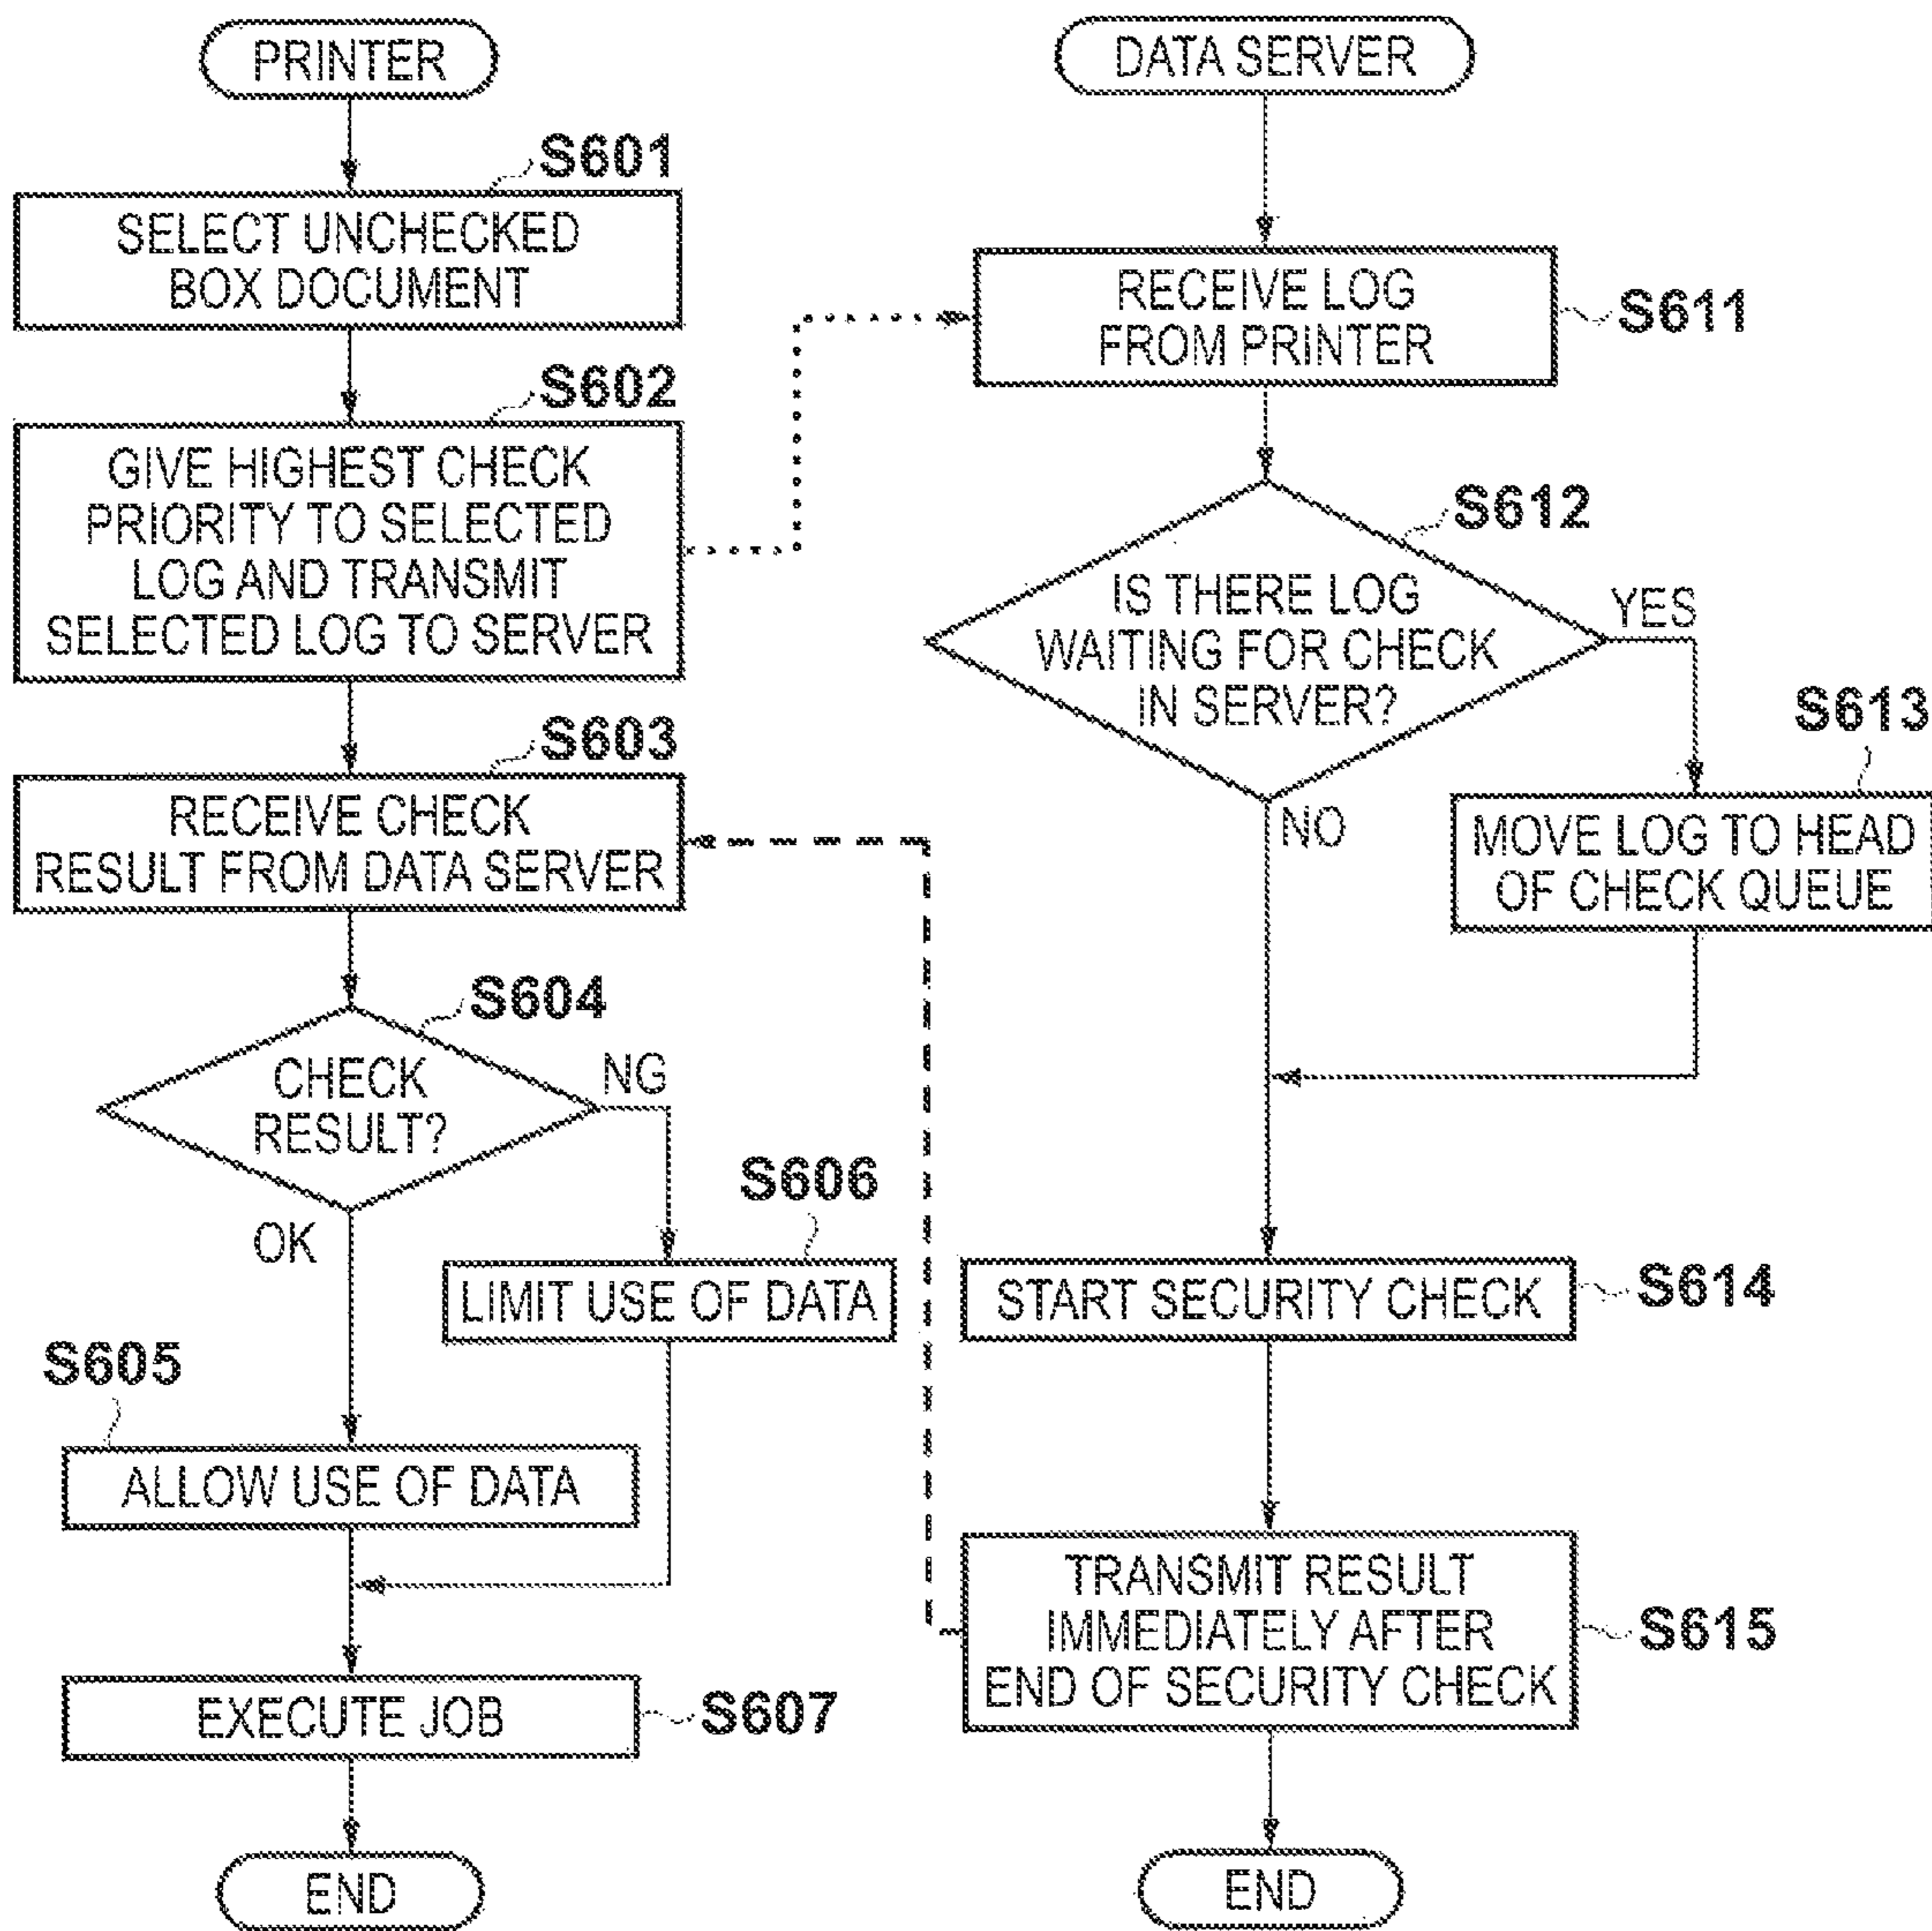 PRINTER
S601
SELECT UNCHECKED
BOX DOCUMENT
S602
GIVE HIGHEST CHECK
PRIORITY TO SELECTED
LOG AND TRANSMIT
SELECTED LOG TO SERVER
S603
RECEIVE CHECK
RESULT FROM DATA SERVER
S604
CHECK
RESULT?
NG
OK
S606
LIMIT USE OF DATA
S605
ALLOW USE OF DATA
EXECUTE JOB
S607
END
DATA SERVER
RECEIVE LOG
FROM PRINTER
S611
S612
IS THERE LOG
WAITING FOR CHECK
IN SERVER?
YES
NO
S613
MOVE LOG TO HEAD
OF CHECK QUEUE
START SECURITY CHECK
S614
TRANSMIT RESULT
IMMEDIATELY AFTER
END OF SECURITY CHECK
S615
END